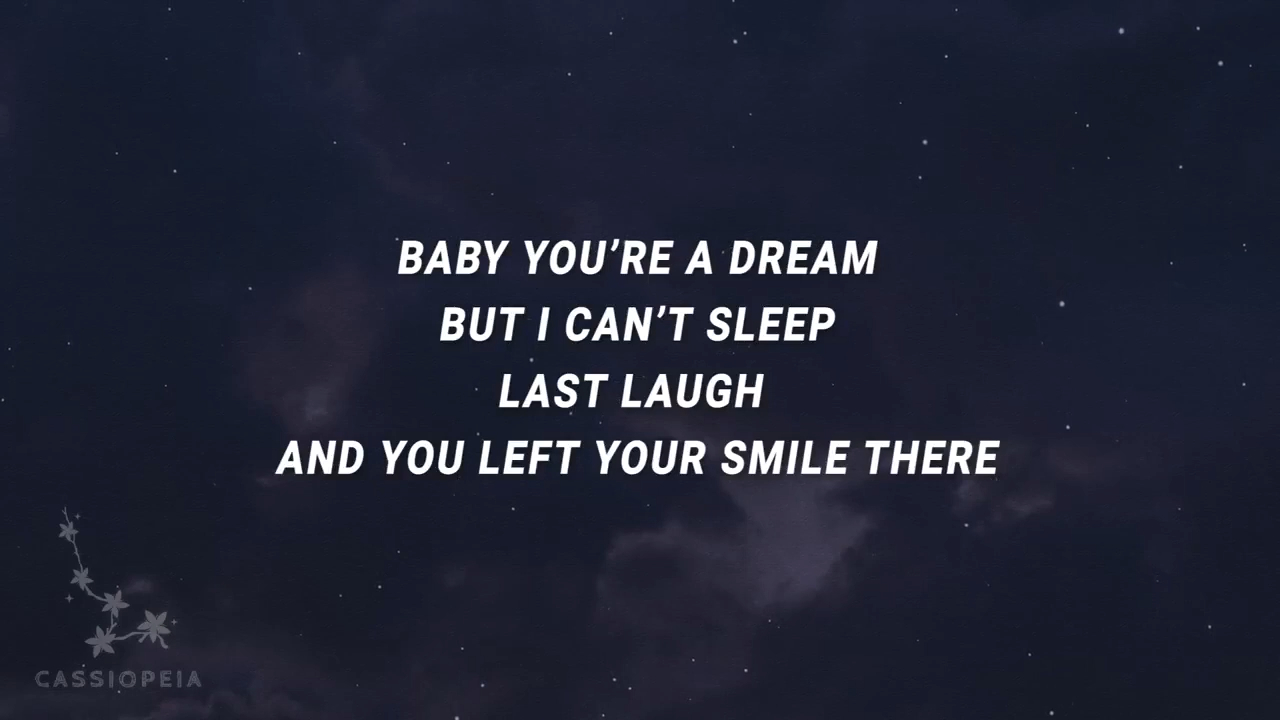 BABY YOU’RE A DREAM
BUT I CAN’T SLEEP
LAST LAUGH
AND YOU LEFT YOUR SMILE THERE
CASSIOPEIA